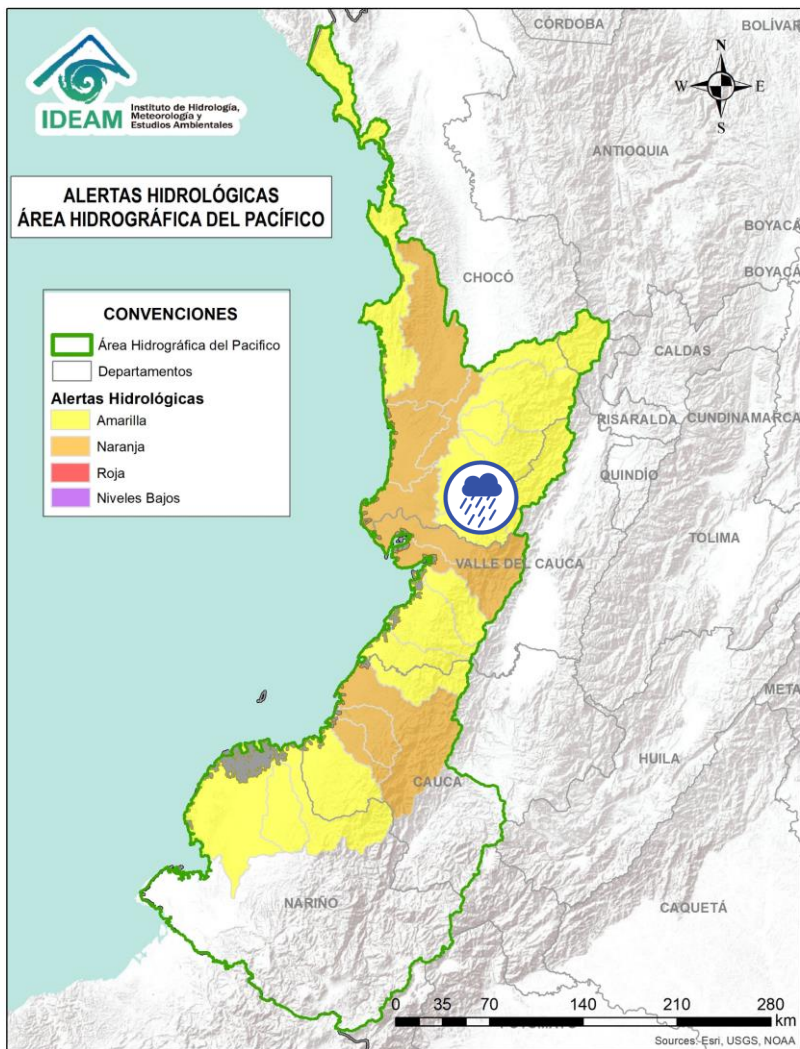 CÓRDOBA
BOLÍVAR
IDEAM
Instituto de Hidrología,
Meteorología y
Estudios Ambientales
N
W
E
S
ANTIOQUIA
ALERTAS HIDROLÓGICAS
ÁREA HIDROGRÁFICA DEL PACÍFICO
BOYACÁ
CHOCÓ
BOYACÁ
CONVENCIONES
Área Hidrográfica del Pacifico
Departamentos
Alertas Hidrológicas
Amarilla
Naranja
Roja
Niveles Bajos
CALDAS
RISARALDA
CUNDINAMARCA
QUINDÍO
TOLIMA
VALLE DEL CAUCA
META
HUILA
CAUCA
NARIÑO
CAQUETÁ
0 35 70 140 210 280
km
Sources: Esri, USGS, NOAA